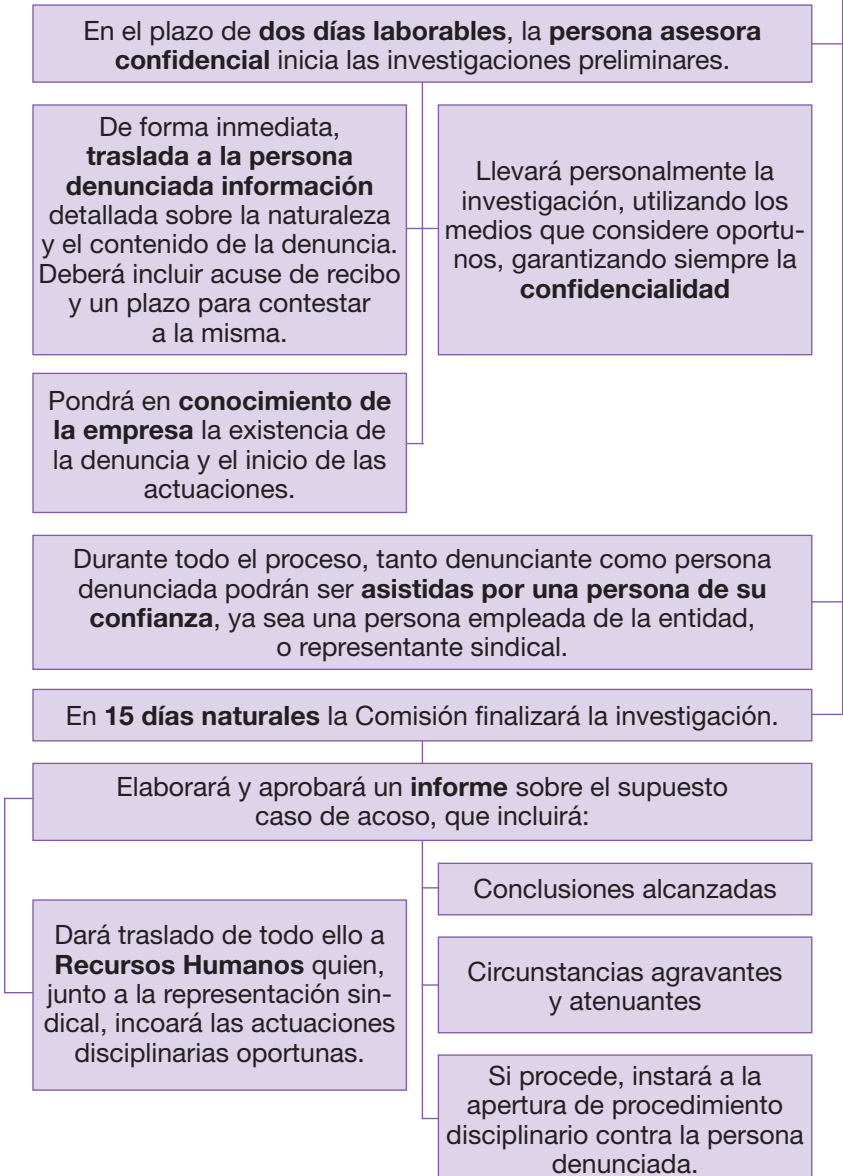 En el plazo de dos días laborables, la persona asesora
confidencial inicia las investigaciones preliminares.
De forma inmediata,
traslada a la persona
denunciada información
detallada sobre la naturaleza
y el contenido de la denuncia.
Deberá incluir acuse de recibo
y un plazo para contestar
a la misma.
Llevará personalmente la
investigación, utilizando los
medios que considere oportu-
nos, garantizando siempre la
confidencialidad
Pondrá en conocimiento de
la empresa la existencia de
la denuncia y el inicio de las
actuaciones.
Durante todo el proceso, tanto denunciante como persona
denunciada podrán ser asistidas por una persona de su
confianza, ya sea una persona empleada de la entidad,
o representante sindical.
En 15 días naturales la Comisión finalizará la investigación.
Elaborará y aprobará un informe sobre el supuesto
caso de acoso, que incluirá:
Conclusiones alcanzadas
Dará traslado de todo ello a
Recursos Humanos quien,
junto a la representación sin-
dical, incoará las actuaciones
disciplinarias oportunas.
Circunstancias agravantes
y atenuantes
Si procede, instará a la
apertura de procedimiento
disciplinario contra la persona
denunciada.